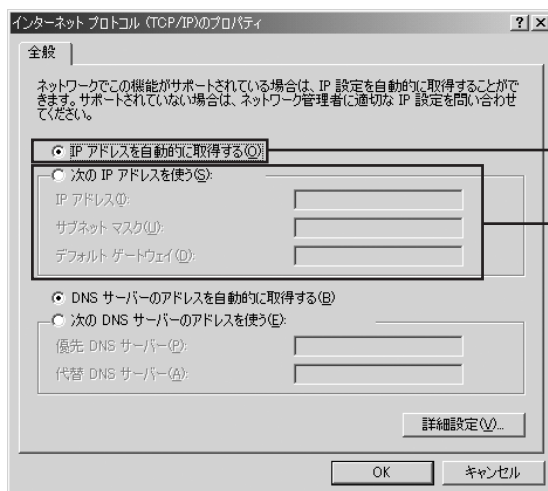 インターネット プロトコル (TCP/IP)のプロパティ
? ×
全般
ネットワークでこの機能がサポートされている場合は、IP 設定を自動的に取得することがで
きます。サポートされていない場合は、ネットワーク管理者に適切な IP 設定を問い合わせ
てください。
IP アドレスを自動的に取得する(O)
次の IP アドレスを使う(S):
IP アドレス(I):
サブネット マスク(U):
デフォルト ゲートウェイ(D):
DNS サーバーのアドレスを自動的に取得する(B)
次の DNS サーバーのアドレスを使う(E):
優先 DNS サーバー(P):
代替 DNS サーバー(A):
詳細設定(V)...
OK
キャンセル